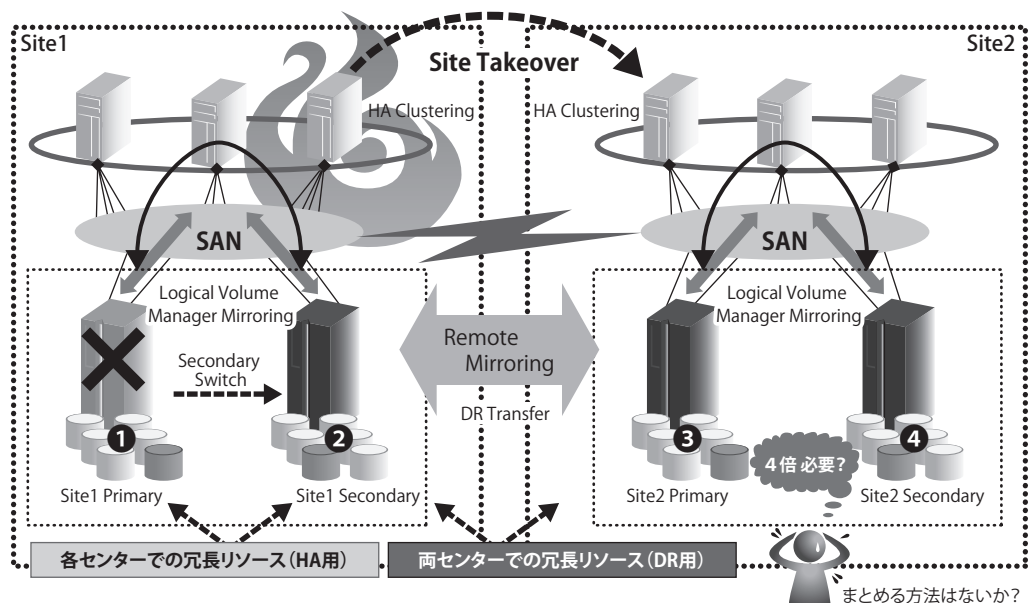 Site1
Site2
Site Takeover
HA Clustering
HA Clustering
SAN
SAN
Logical Volume
Manager Mirroring
Logical Volume
Manager Mirroring
Remote
Mirroring
Secondary
Switch
DR Transfer
1
2
3
4
4倍 必要?
Site1 Primary
Site1 Secondary
Site2 Primary
Site2 Secondary
各センターでの冗長リソース(HA用)
両センターでの冗長リソース(DR用)
まとめる方法はないか?